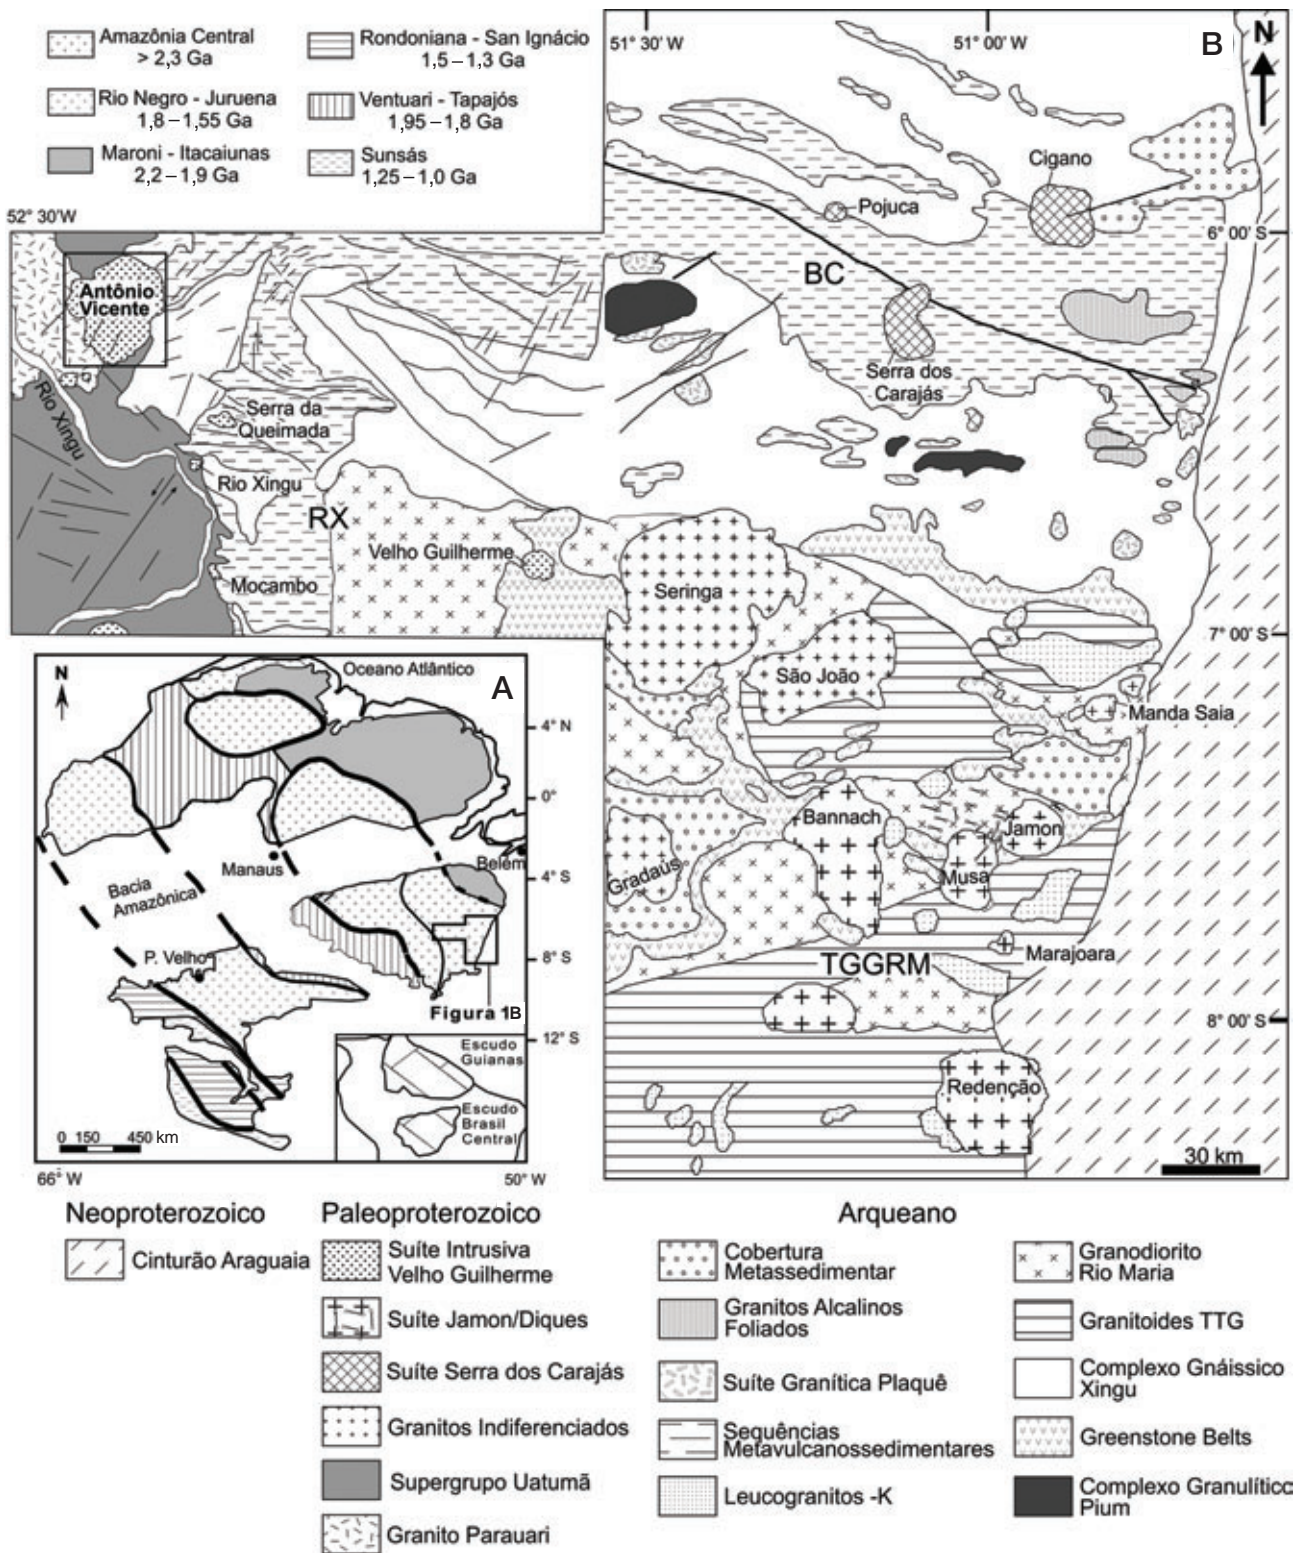 Amazônia Central
> 2,3 Ga
Rio Negro - Juruena
1,8 – 1,55 Ga
Maroni - Itacaiunas
2,2 – 1,9 Ga
Rondoniana - San Ignácio
1,5 – 1,3 Ga
Ventuari - Tapajós
1,95 – 1,8 Ga
Sunsás
1,25 – 1,0 Ga
51° 30' W
51° 00' W
B
N
52° 30'W
Cigano
Pojuca
6° 00' S
BC
Antônio
Vicente
Serra dos
Carajás
Rio Xingu
Serra da
Queimada
Rio Xingu
RX
Velho Guilherme
Mocambo
Seringa
7° 00' S
São João
Manda Saia
Bannach
Jamon
Gradaús
Musa
Marajoara
TGGRM
8° 00' S
Redenção
30 km
N
Oceano Atlântico
A
4° N
0°
Manaus
Belém
Bacia
Amazônica
4° S
P. Velho
8° S
Figura 1B
12° S
Escudo
Guianas
Escudo
Brasil
Central
0 150 450 km
66° W
50° W
Neoproterozoico
Cinturão Araguaia
Paleoproterozoico
Suíte Intrusiva
Velho Guilherme
Suíte Jamon/Diques
Suíte Serra dos Carajás
Granitos Indiferenciados
Supergrupo Uatumã
Granito Parauari
Arqueano
Cobertura
Metassedimentar
Granitos Alcalinos
Foliados
Suíte Granítica Plaquê
Sequências
Metavulcanossedimentares
Leucogranitos -K
Granodiorito
Rio Maria
Granitoides TTG
Complexo Gnáissico
Xingu
Greenstone Belts
Complexo Granulítico
Pium